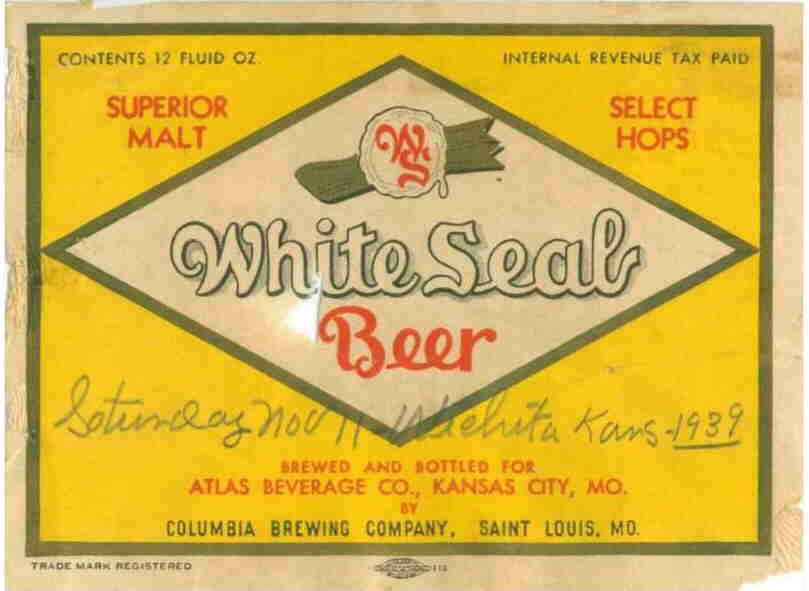 CONTENTS 12 FLUID OZ.
INTERNAL REVENUE TAX PAID
SUPERIOR
MALT
SELECT
HOPS
WS
White Seal
Beer
Saturday Nov 11 - Wichita Kans - 1939
BREWED AND BOTTLED FOR
ATLAS BEVERAGE CO., KANSAS CITY, MO.
BY
COLUMBIA BREWING COMPANY, SAINT LOUIS, MO.
TRADE MARK REGISTERED